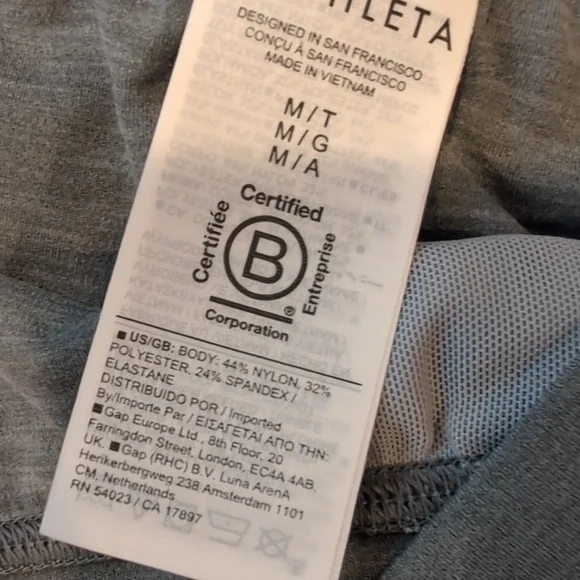 HLETA
DESIGNED IN SAN FRANCISCO
CONÇU À SAN FRANCISCO
MADE IN VIETNAM
M/T
M/G
M/A
Certified
Certifiée
B
Entreprise
®
Corporation
■ US/GB: BODY: 44% NYLON, 32%
POLYESTER, 24% SPANDEX /
ELASTANE
DISTRIBUIDO POR / Imported
By/Importe Par / ΕΙΣΑΓΕΤΑΙ ΑΠΟ ΤΗΝ:
■ Gap Europe Ltd., 8th Floor, 20
Farringdon Street, London, EC4A 4AB,
UK. ■ Gap (RHC) B.V. Luna ArenA
Herikerbergweg 238 Amsterdam 1101
CM. Netherlands
RN 54023 / CA 17897